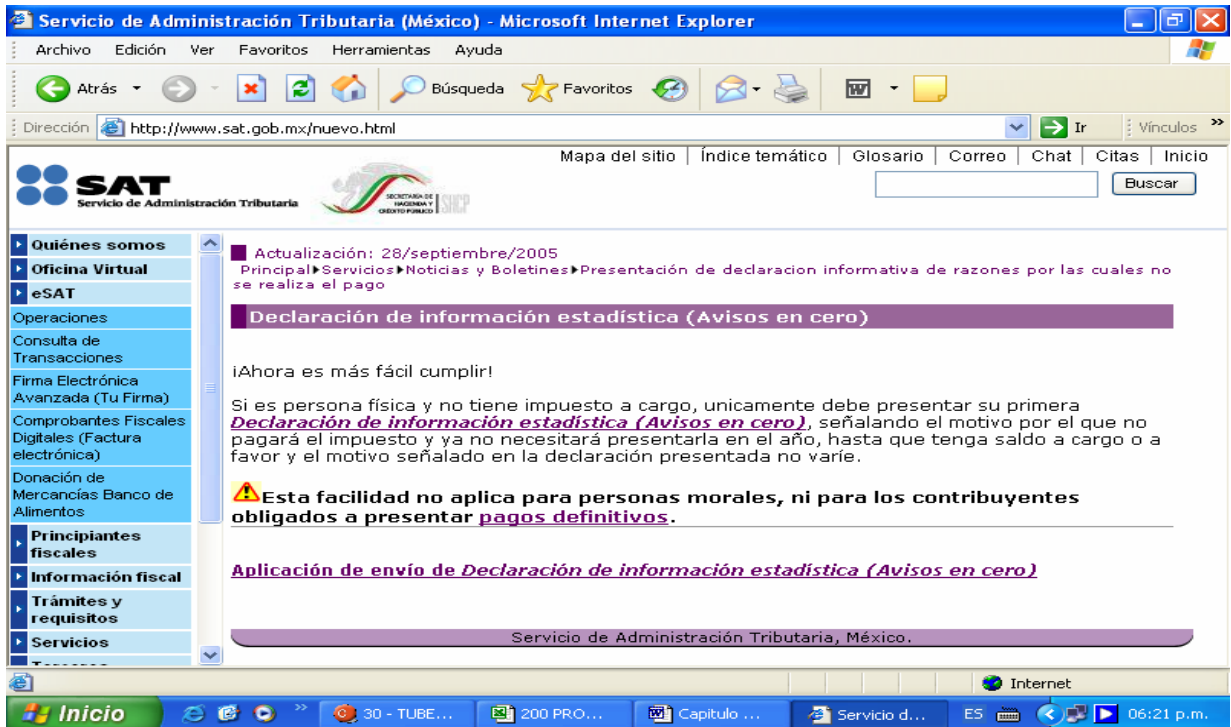 Servicio de Administración Tributaria (México) - Microsoft Internet Explorer
Archivo Edición Ver Favoritos Herramientas Ayuda
Atrás Búsqueda Favoritos
Dirección http://www.sat.gob.mx/nuevo.html Ir Vínculos »
Mapa del sitio | Índice temático | Glosario | Correo | Chat | Citas | Inicio
SAT
Servicio de Administración Tributaria
SECRETARÍA DE
HACIENDA Y
CRÉDITO PÚBLICO
SHCP
Buscar
Quiénes somos
Oficina Virtual
eSAT
Operaciones
Consulta de
Transacciones
Firma Electrónica
Avanzada (Tu Firma)
Comprobantes Fiscales
Digitales (Factura
electrónica)
Donación de
Mercancías Banco de
Alimentos
Principiantes
fiscales
Información fiscal
Trámites y
requisitos
Servicios
Actualización: 28/septiembre/2005
Principal▶Servicios▶Noticias y Boletines▶Presentación de declaracion informativa de razones por las cuales no
se realiza el pago
Declaración de información estadística (Avisos en cero)
¡Ahora es más fácil cumplir!
Si es persona física y no tiene impuesto a cargo, unicamente debe presentar su primera
Declaración de información estadística (Avisos en cero), señalando el motivo por el que no
pagará el impuesto y ya no necesitará presentarla en el año, hasta que tenga saldo a cargo o a
favor y el motivo señalado en la declaración presentada no varíe.
Esta facilidad no aplica para personas morales, ni para los contribuyentes
obligados a presentar pagos definitivos.
Aplicación de envío de Declaración de información estadística (Avisos en cero)
Servicio de Administración Tributaria, México.
Internet
Inicio » 30 - TUBE... 200 PRO... Capitulo ... Servicio d... ES 06:21 p.m.